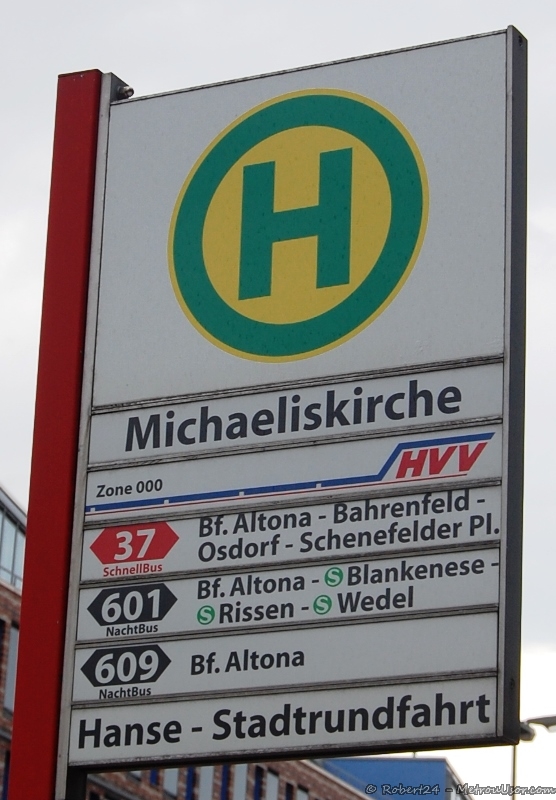 H
Michaeliskirche
HVV
Zone 000
37
SchnellBus
Bf. Altona - Bahrenfeld -
Osdorf - Schenefelder Pl.
601
NachtBus
Bf. Altona - S Blankenese -
S Rissen - S Wedel
609
NachtBus
Bf. Altona
Hanse - Stadtrundfahrt
© Robert24 - MetrouUsor.com